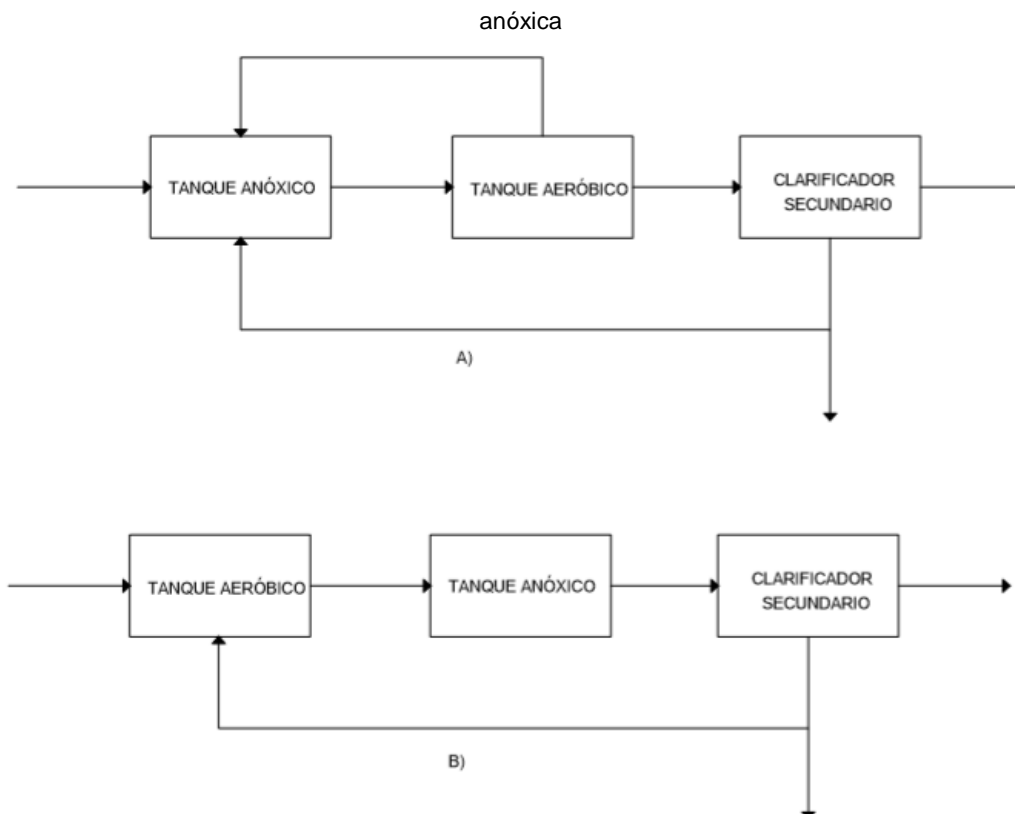 anóxica
TANQUE ANÓXICO
TANQUE AERÓBICO
CLARIFICADOR
SECUNDARIO
A)
TANQUE AERÓBICO
TANQUE ANÓXICO
CLARIFICADOR
SECUNDARIO
B)